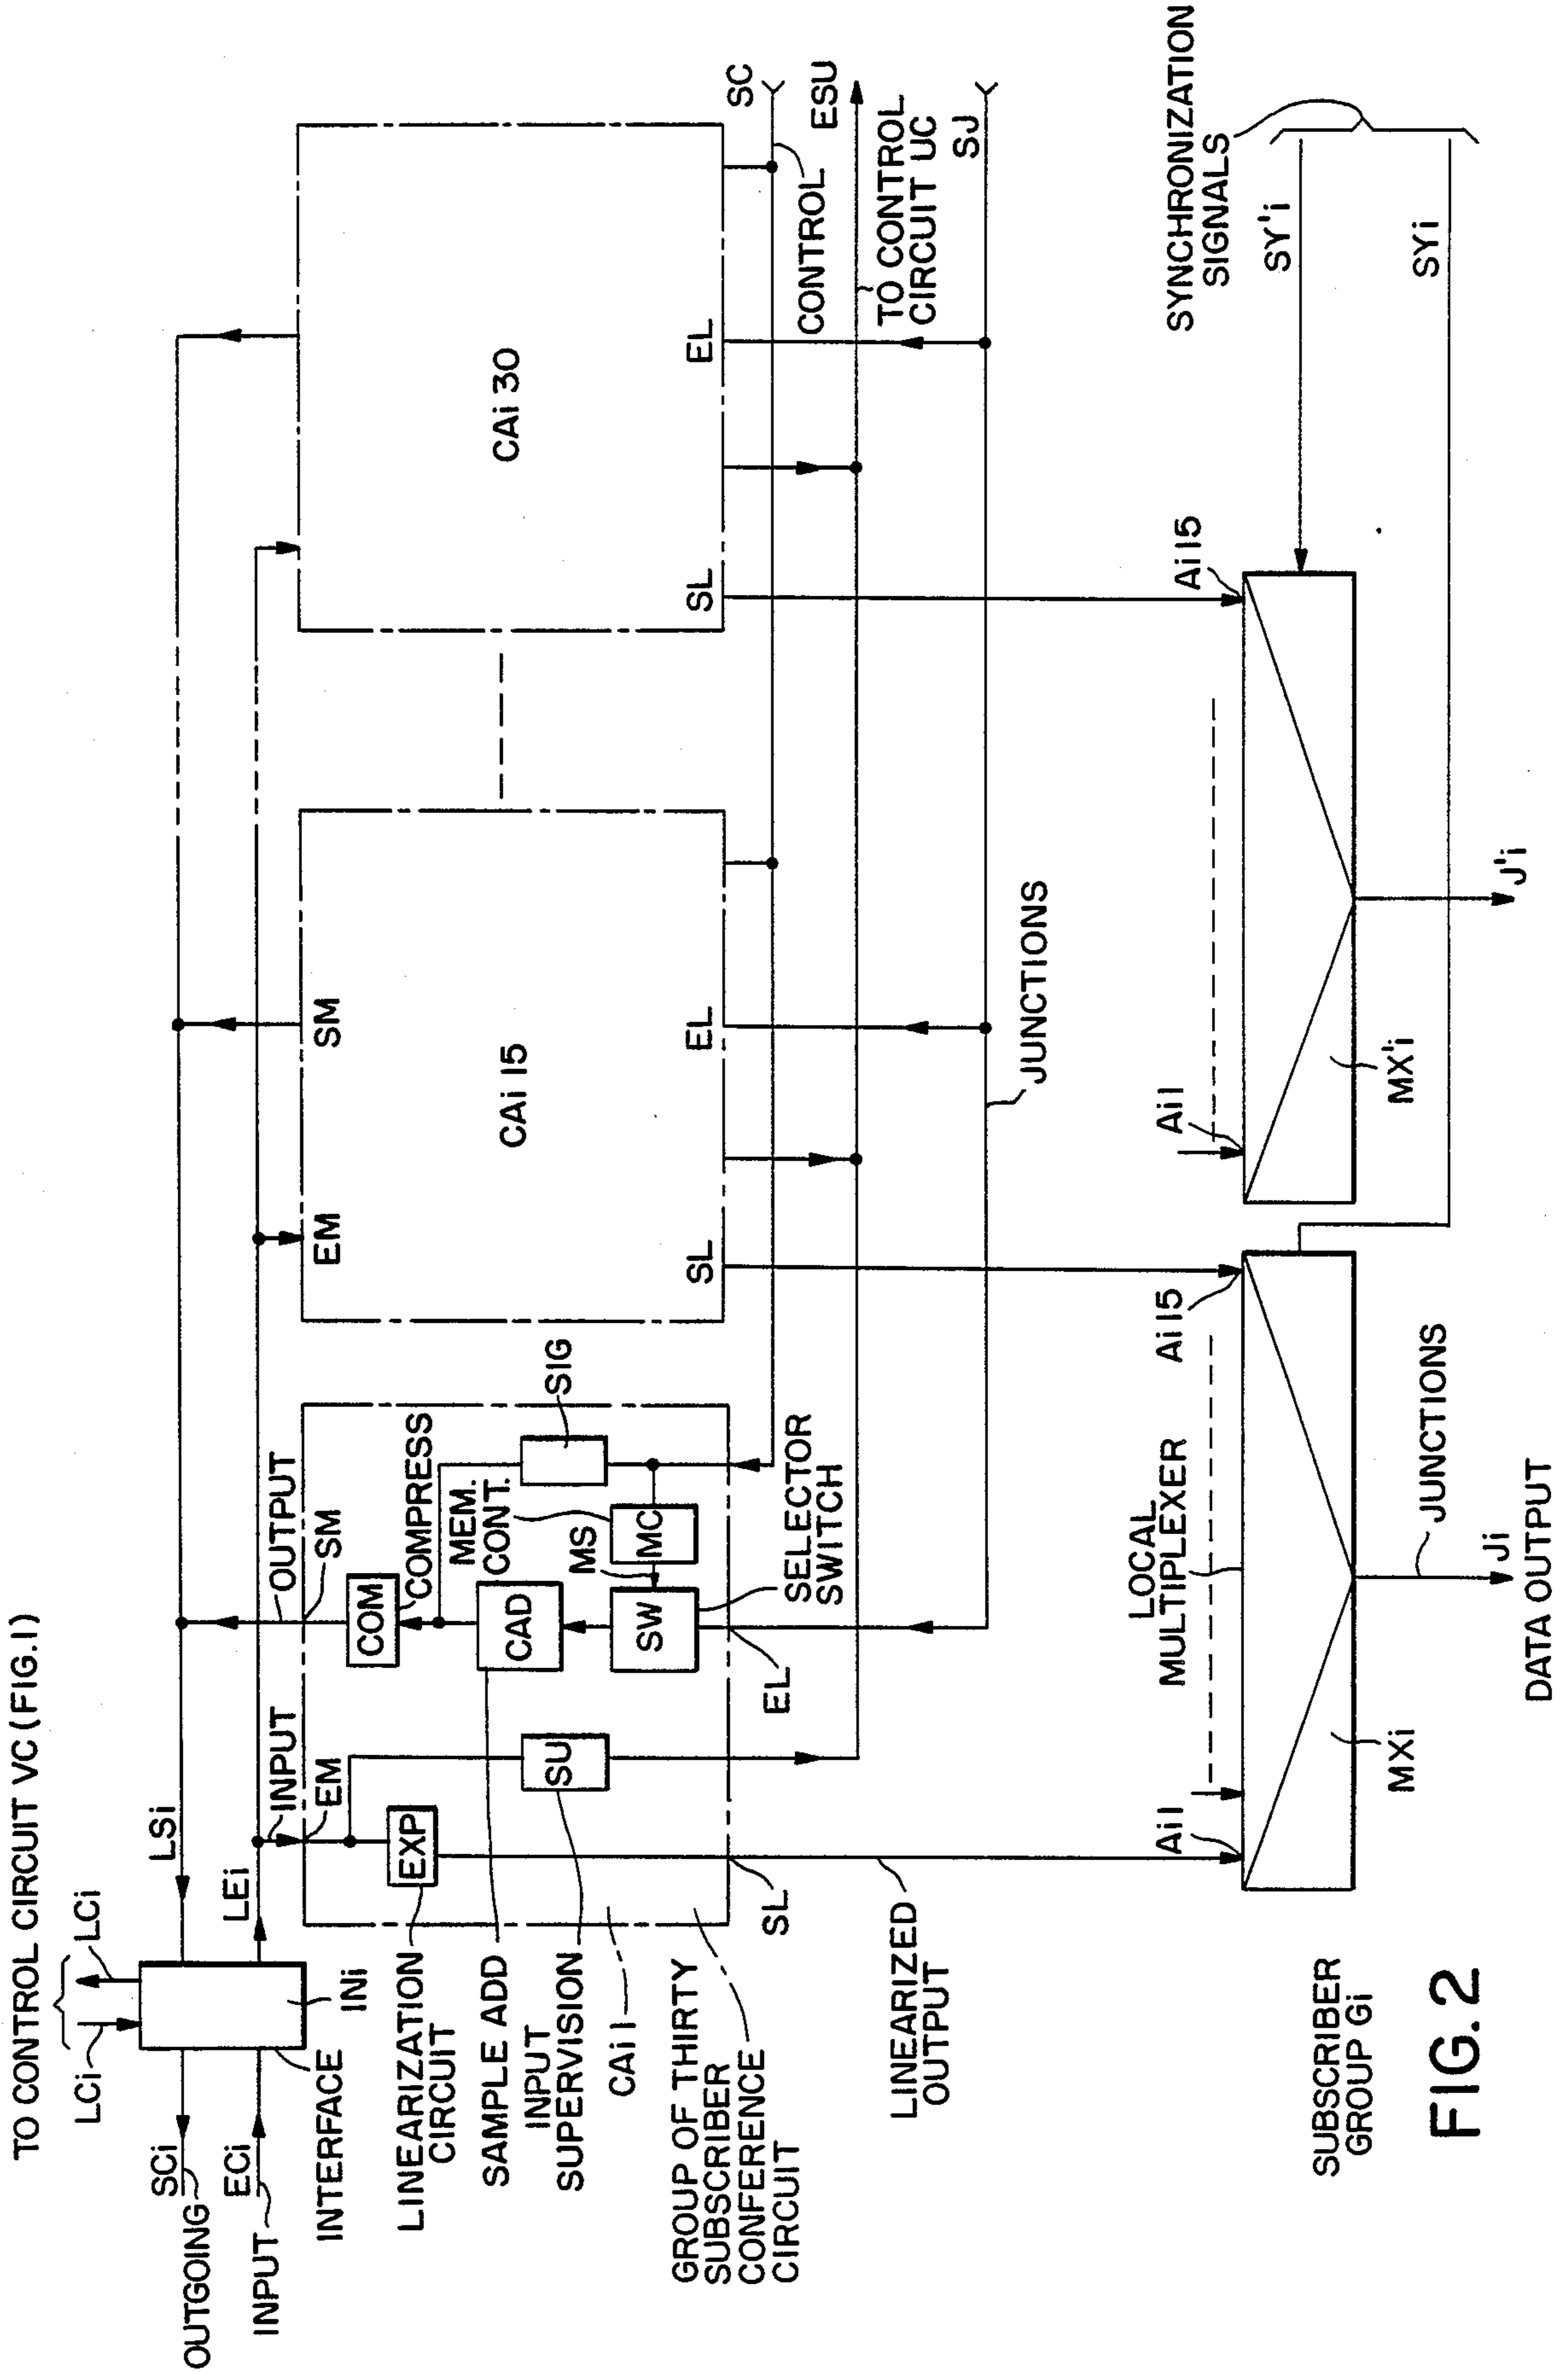 TO CONTROL CIRCUIT VC (FIG.1)
LCi
LCi
SCi
OUTGOING
ECi
INPUT
INTERFACE
INi
LSi
LEi
INPUT
EM
OUTPUT
SM
LINEARIZATION
CIRCUIT
SAMPLE ADD
INPUT
SUPERVISION
CAi 1
GROUP OF THIRTY
SUBSCRIBER
CONFERENCE
CIRCUIT
EXP
SU
COM
COMPRESS
CAD
MEM.
CONT.
MS
MC
SW
SIG
SELECTOR
SWITCH
SL
EL
LINEARIZED
OUTPUT
EM
SM
CAi 15
SL
EL
CAi 30
SL
EL
SC
CONTROL
ESU
TO CONTROL
CIRCUIT UC
SJ
JUNCTIONS
Ai 1
LOCAL
MULTIPLEXER
Ai 15
MXi
JUNCTIONS
Ji
DATA OUTPUT
Ai 1
Ai 15
MX'i
J'i
SYNCHRONIZATION
SIGNALS
SY'i
SYi
SUBSCRIBER
GROUP Gi
FIG. 2